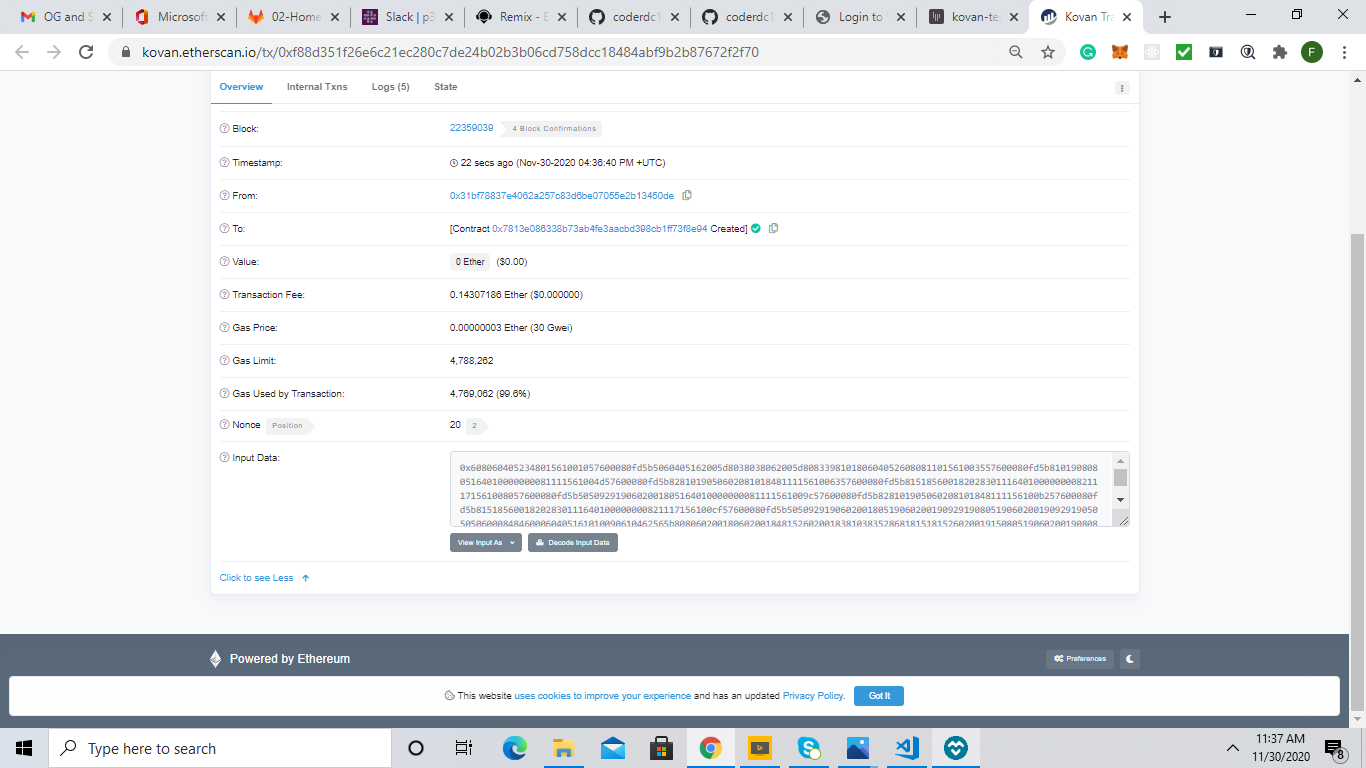 OG and S
Microsoft
02-Home
Slack | p3
Remix - E
coderdc1
coderdc1
Login to
kovan-te
Kovan Tra
kovan.etherscan.io/tx/0xf88d351f26e6c21ec280c7de24b02b3b06cd758dcc18484abf9b2b87672f2f70
F
Overview Internal Txns Logs (5) State
Block: 22359039 4 Block Confirmations
Timestamp: 22 secs ago (Nov-30-2020 04:36:40 PM +UTC)
From: 0x31bf78837e4062a257c83d6be07055e2b13450de
To: [Contract 0x7813e086338b73ab4fe3aacbd398cb1ff73f8e94 Created]
Value: 0 Ether ($0.00)
Transaction Fee: 0.14307186 Ether ($0.000000)
Gas Price: 0.00000003 Ether (30 Gwei)
Gas Limit: 4,788,262
Gas Used by Transaction: 4,769,062 (99.6%)
Nonce Position 20 2
Input Data:
View Input As Decode Input Data
Click to see Less
Powered by Ethereum
Preferences
This website uses cookies to improve your experience and has an updated Privacy Policy. Got It
Type here to search
11:37 AM
11/30/2020
8